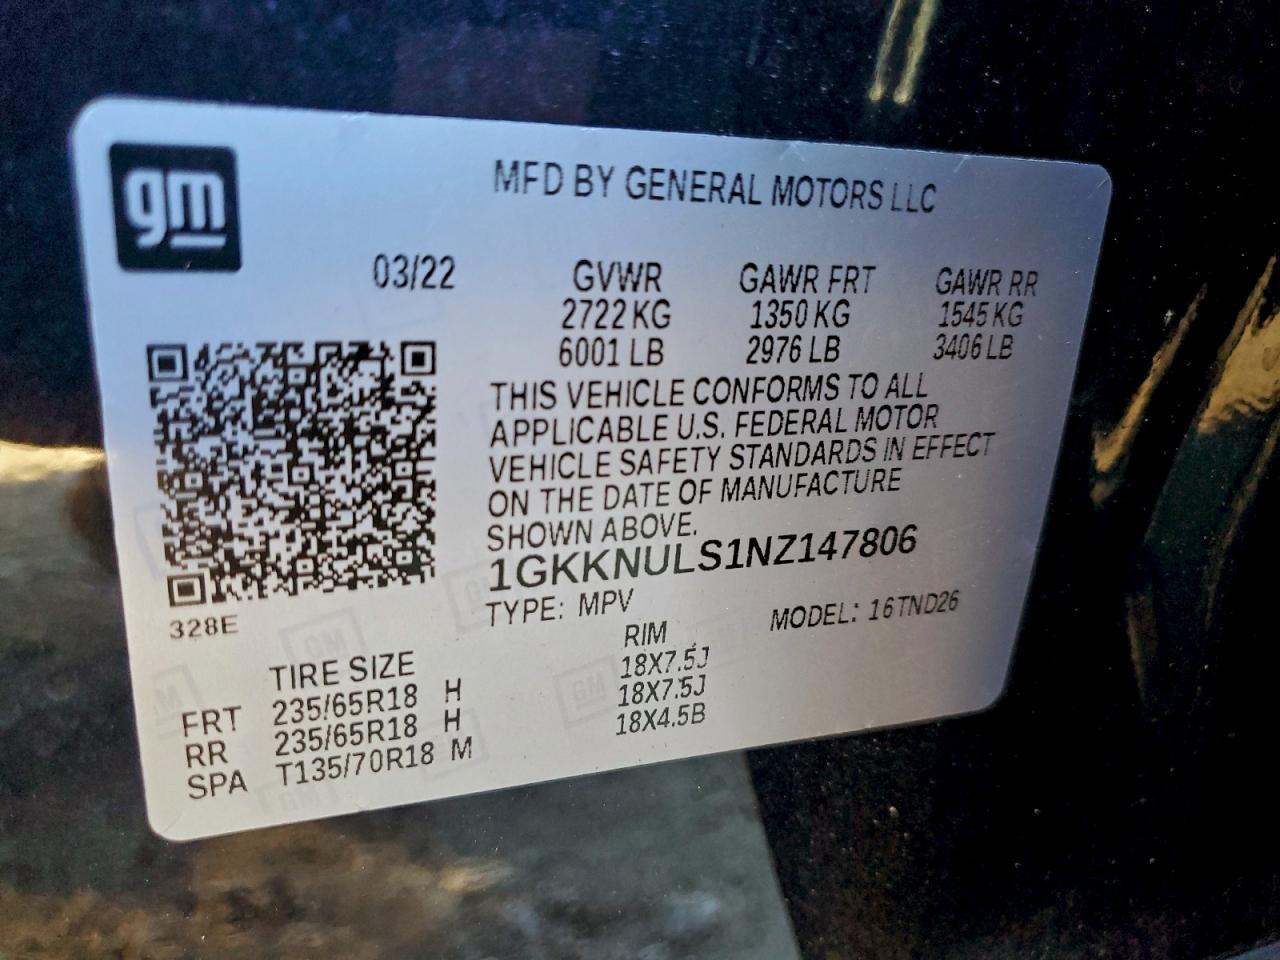 gm
MFD BY GENERAL MOTORS LLC
03/22 GVWR GAWR FRT GAWR RR
2722 KG 1350 KG 1545 KG
6001 LB 2976 LB 3406 LB
THIS VEHICLE CONFORMS TO ALL
APPLICABLE U.S. FEDERAL MOTOR
VEHICLE SAFETY STANDARDS IN EFFECT
ON THE DATE OF MANUFACTURE
SHOWN ABOVE.
1GKKNULS1NZ147806
TYPE: MPV MODEL: 16TND26
328E
TIRE SIZE RIM
FRT 235/65R18 H 18X7.5J
RR 235/65R18 H 18X7.5J
SPA T135/70R18 M 18X4.5B
GM
GM
GM